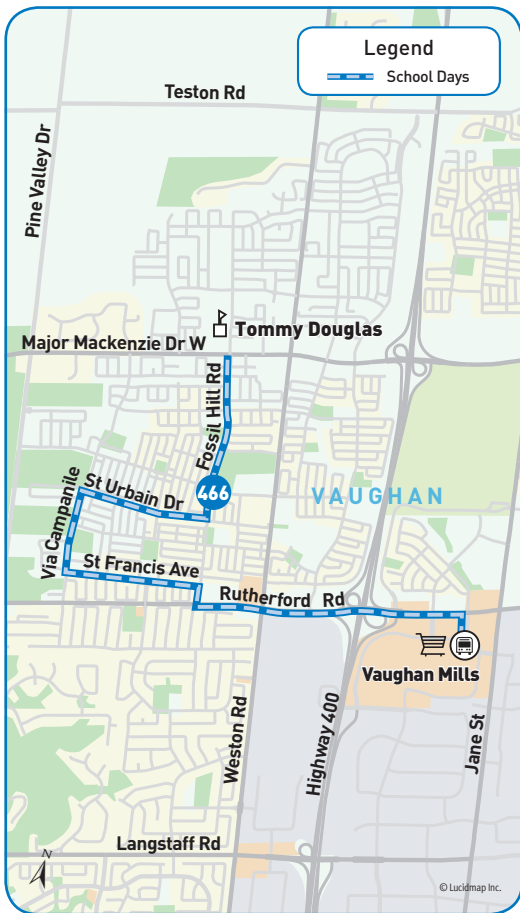 Legend
School Days
Teston Rd
Pine Valley Dr
Tommy Douglas
Major Mackenzie Dr W
Fossil Hill Rd
466
VAUGHAN
St Urbain Dr
Via Campanile
St Francis Ave
Rutherford Rd
Vaughan Mills
Weston Rd
Highway 400
Jane St
Langstaff Rd
N
© Lucidmap Inc.